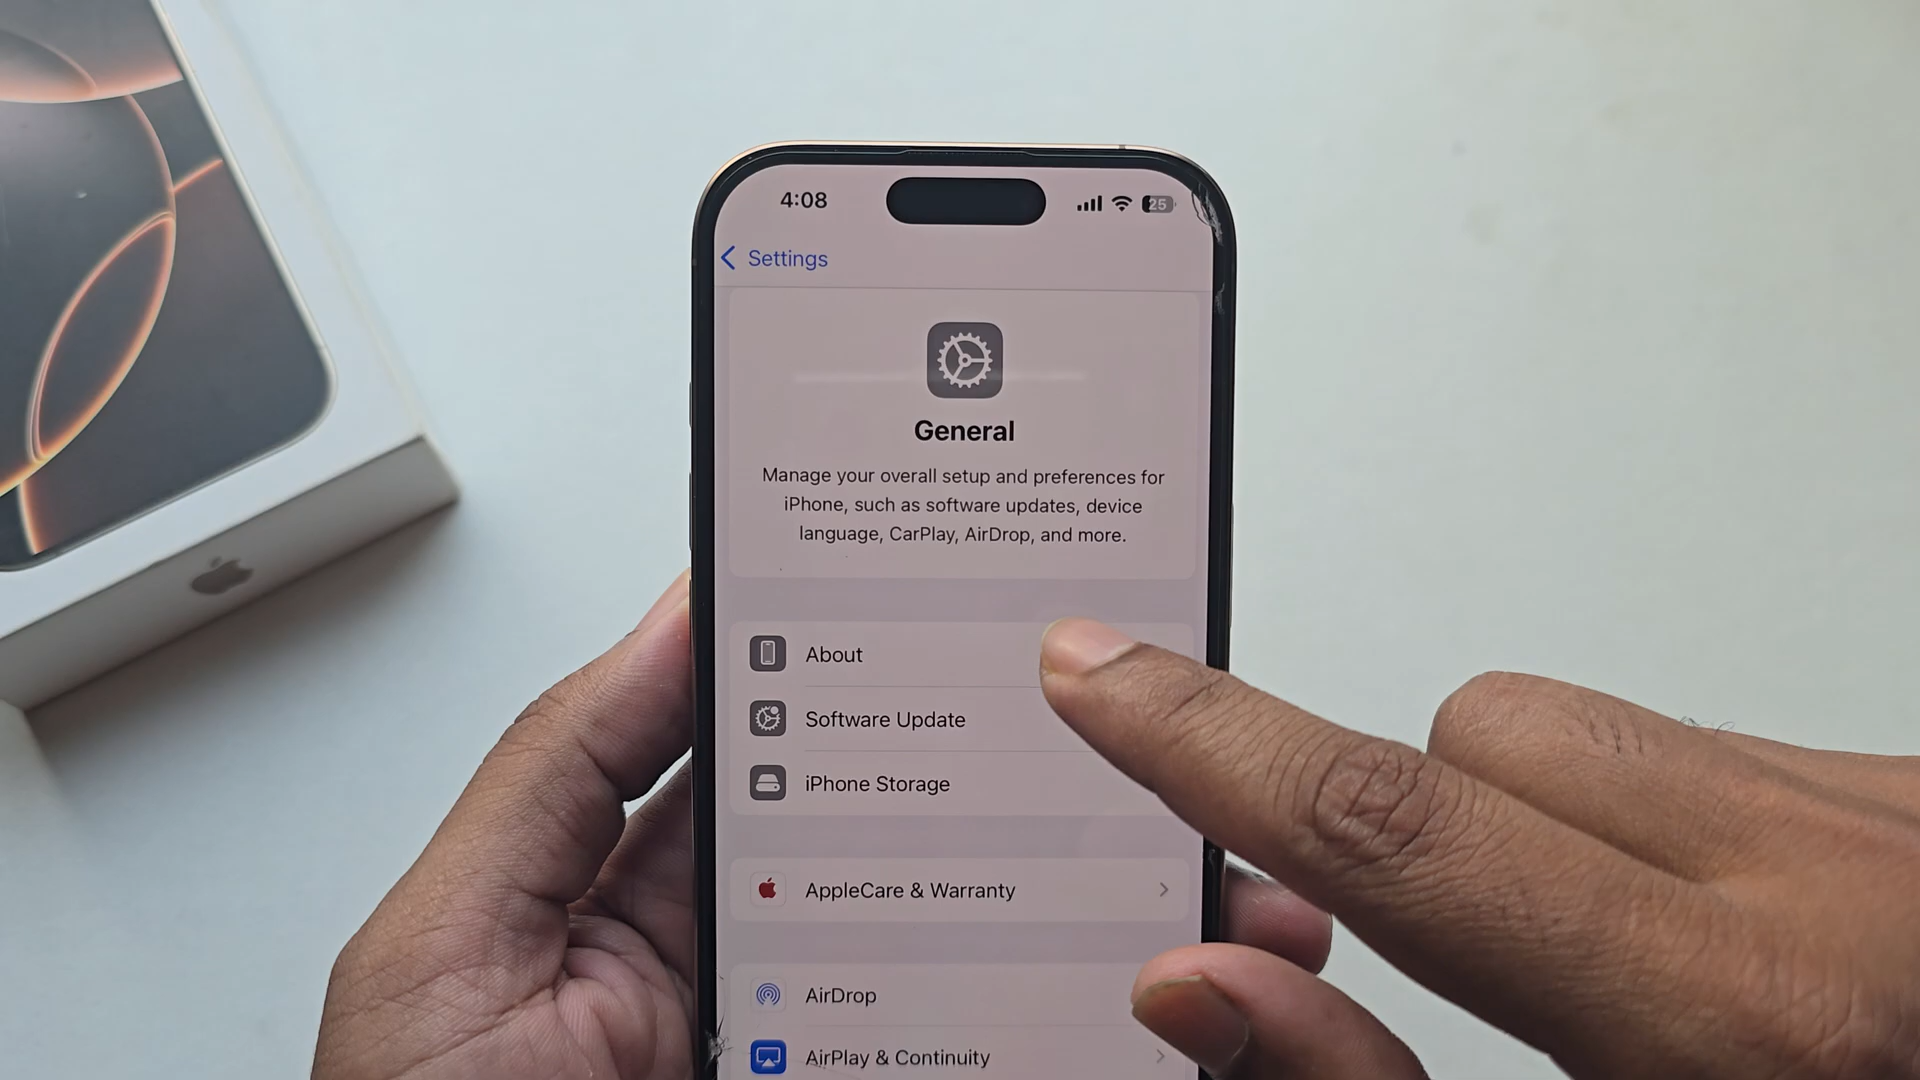 4:08
25
Settings
General
Manage your overall setup and preferences for
iPhone, such as software updates, device
language, CarPlay, AirDrop, and more.
About
Software Update
iPhone Storage
AppleCare & Warranty
AirDrop
AirPlay & Continuity